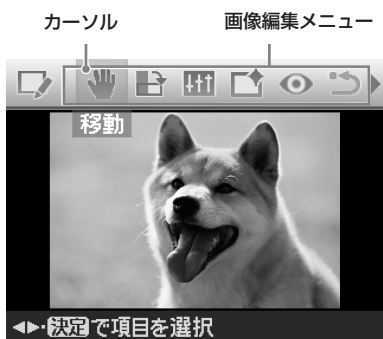 カーソル
画像編集メニュー
移動
◀▶·決定で項目を選択